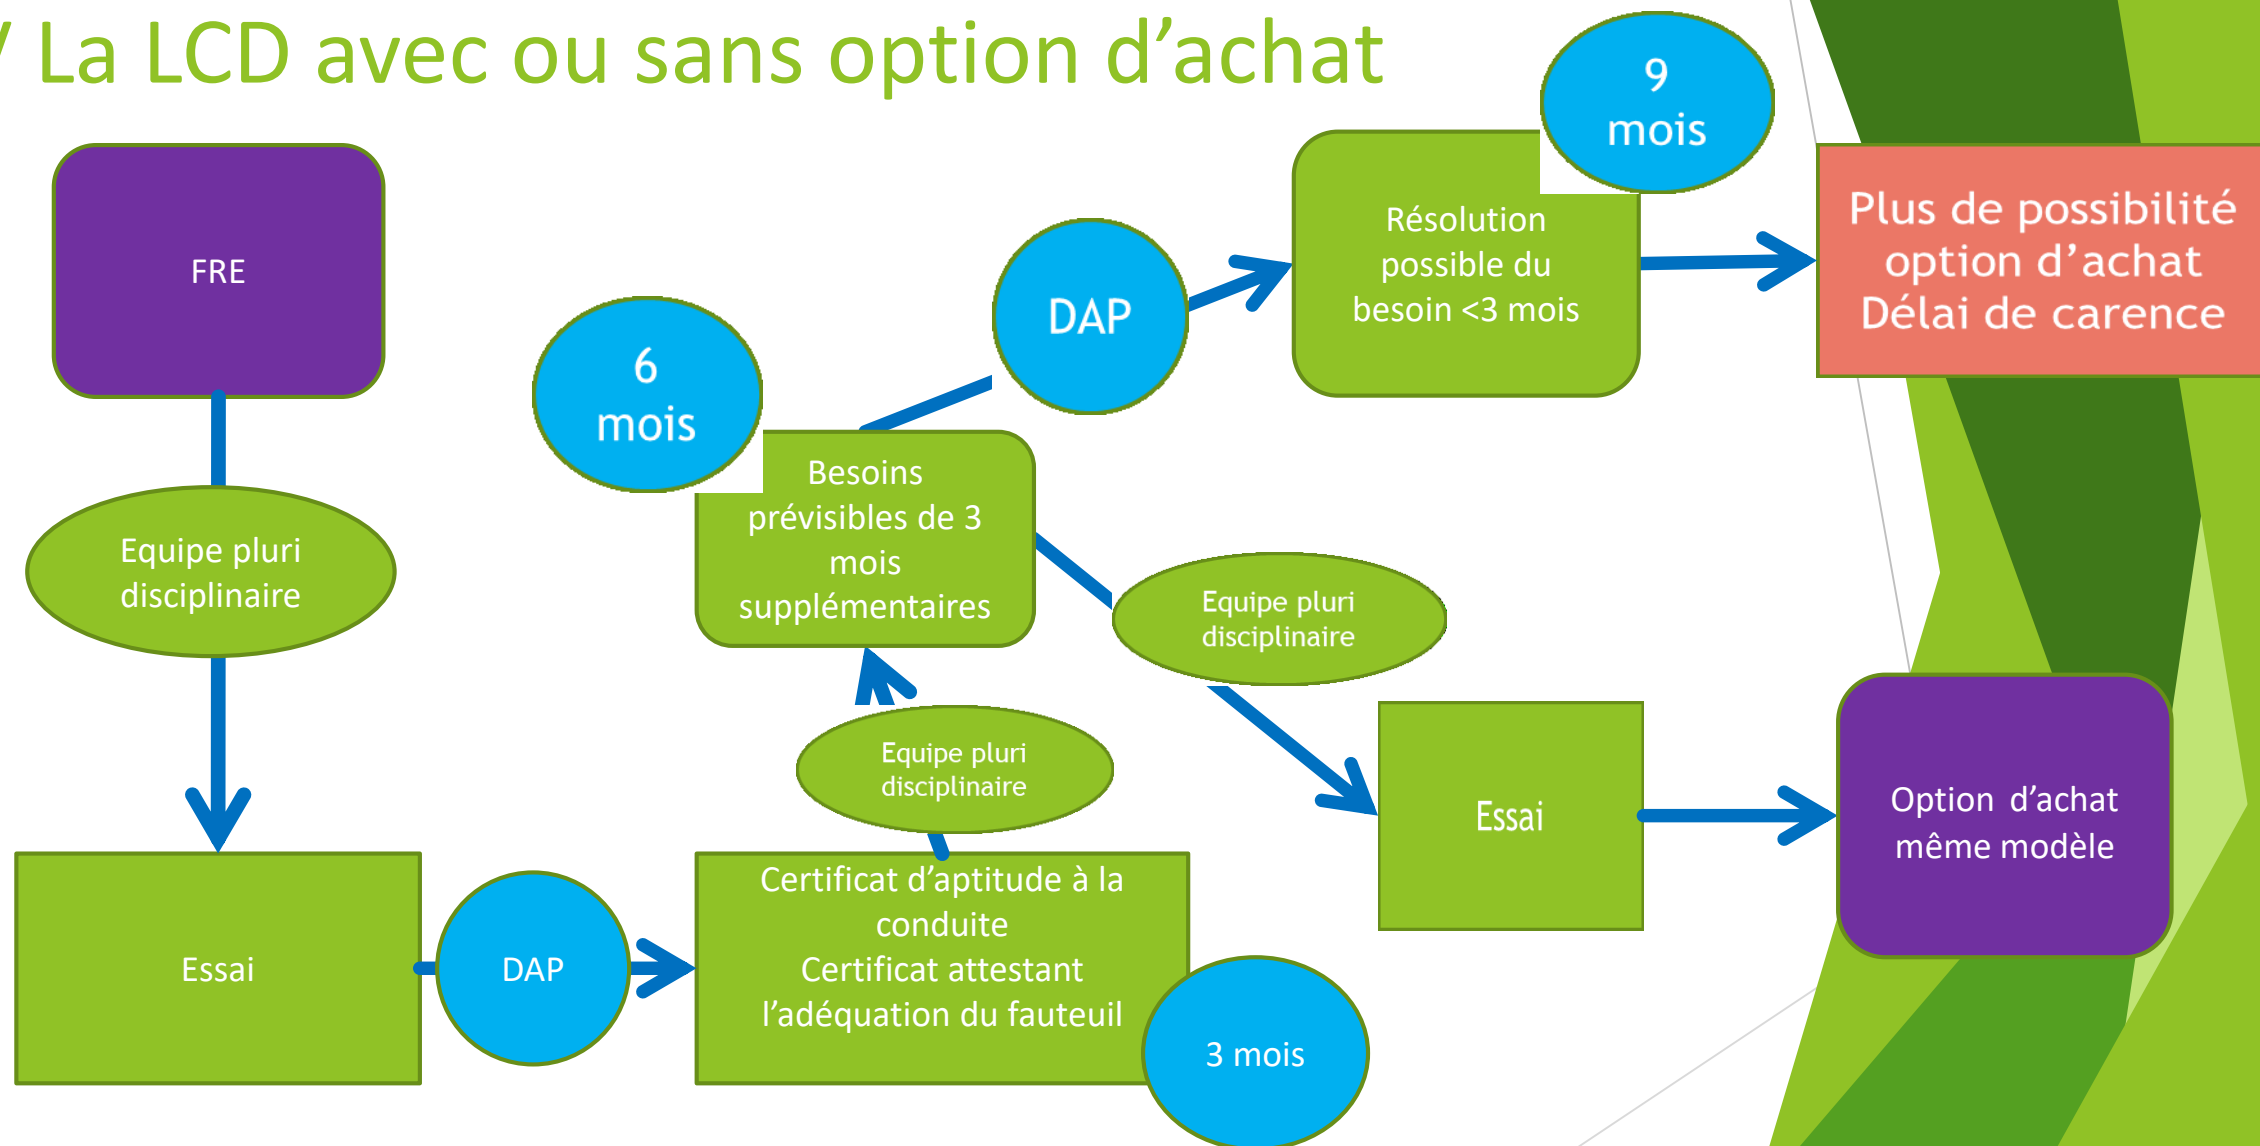 / La LCD avec ou sans option d’achat
FRE
Equipe pluri
disciplinaire
Essai
DAP
Certificat d’aptitude à la
conduite
Certificat attestant
l’adéquation du fauteuil
3 mois
Equipe pluri
disciplinaire
6
mois
Besoins
prévisibles de 3
mois
supplémentaires
DAP
Résolution
possible du
besoin <3 mois
9
mois
Plus de possibilité
option d’achat
Délai de carence
Equipe pluri
disciplinaire
Essai
Option d’achat
même modèle